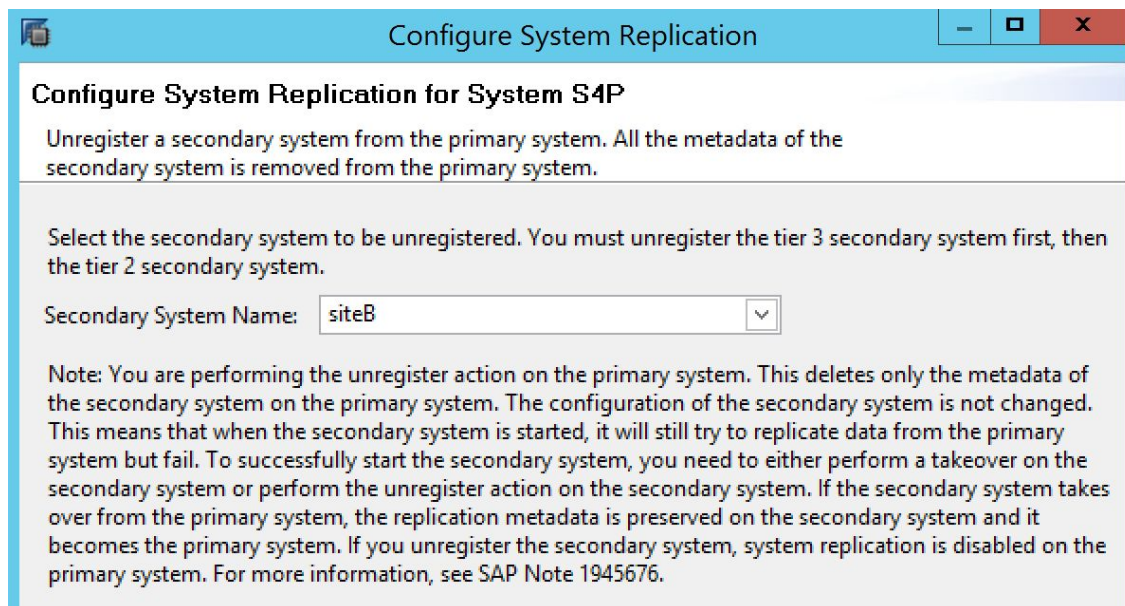 Configure System Replication
x
Configure System Replication for System S4P
Unregister a secondary system from the primary system. All the metadata of the
secondary system is removed from the primary system.
Select the secondary system to be unregistered. You must unregister the tier 3 secondary system first, then
the tier 2 secondary system.
Secondary System Name: siteB
Note: You are performing the unregister action on the primary system. This deletes only the metadata of
the secondary system on the primary system. The configuration of the secondary system is not changed.
This means that when the secondary system is started, it will still try to replicate data from the primary
system but fail. To successfully start the secondary system, you need to either perform a takeover on the
secondary system or perform the unregister action on the secondary system. If the secondary system takes
over from the primary system, the replication metadata is preserved on the secondary system and it
becomes the primary system. If you unregister the secondary system, system replication is disabled on the
primary system. For more information, see SAP Note 1945676.